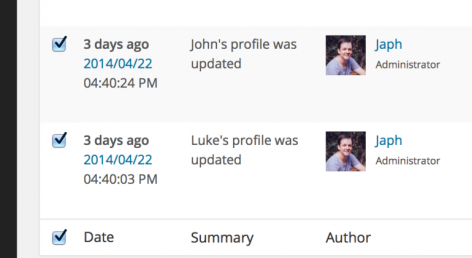 3 days ago
2014/04/22
04:40:24 PM
John's profile was
updated
Japh
Administrator
3 days ago
2014/04/22
04:40:03 PM
Luke's profile was
updated
Japh
Administrator
Date
Summary
Author